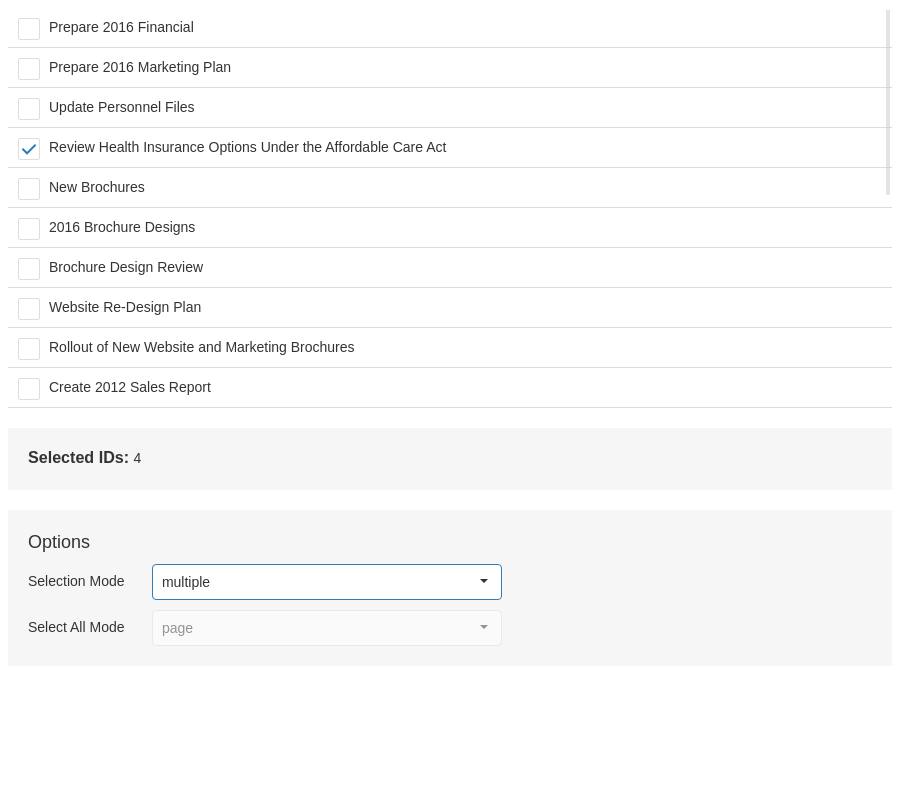 Prepare 2016 Financial
Prepare 2016 Marketing Plan
Update Personnel Files
Review Health Insurance Options Under the Affordable Care Act
New Brochures
2016 Brochure Designs
Brochure Design Review
Website Re-Design Plan
Rollout of New Website and Marketing Brochures
Create 2012 Sales Report
Selected IDs: 4
Options
Selection Mode multiple
Select All Mode page